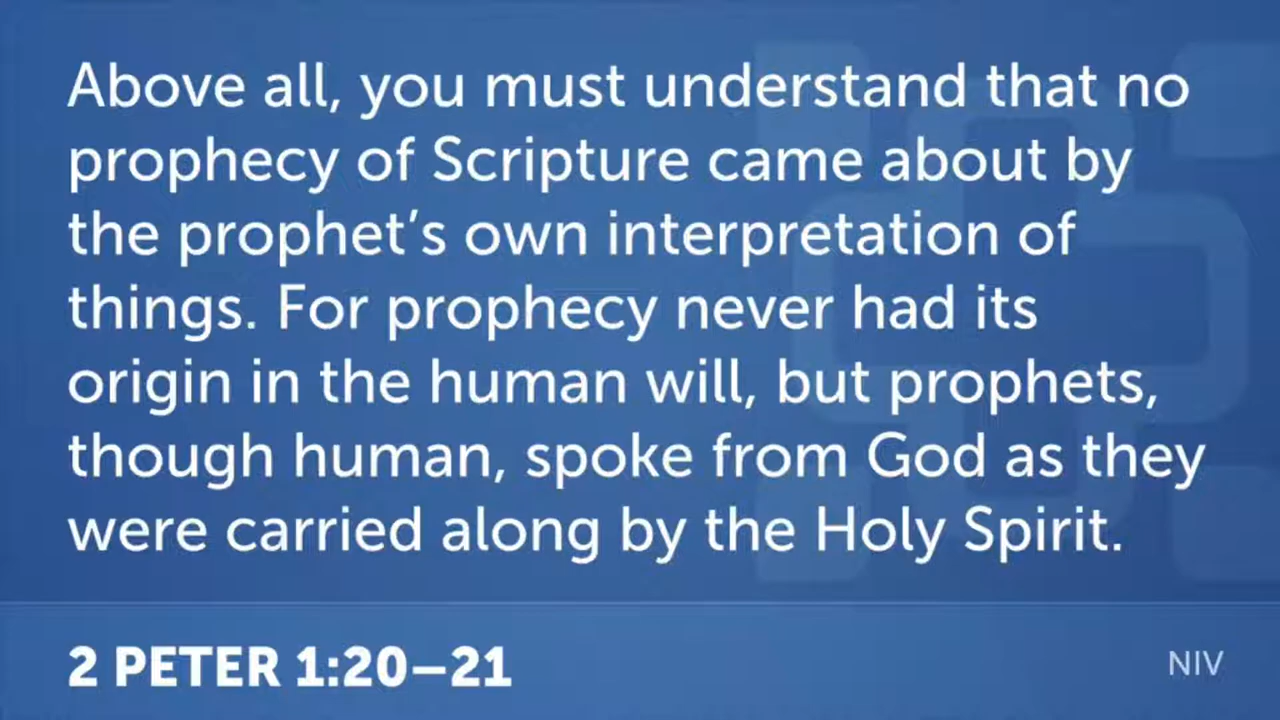 Above all, you must understand that no
prophecy of Scripture came about by
the prophet’s own interpretation of
things. For prophecy never had its
origin in the human will, but prophets,
though human, spoke from God as they
were carried along by the Holy Spirit.
2 PETER 1:20–21
NIV